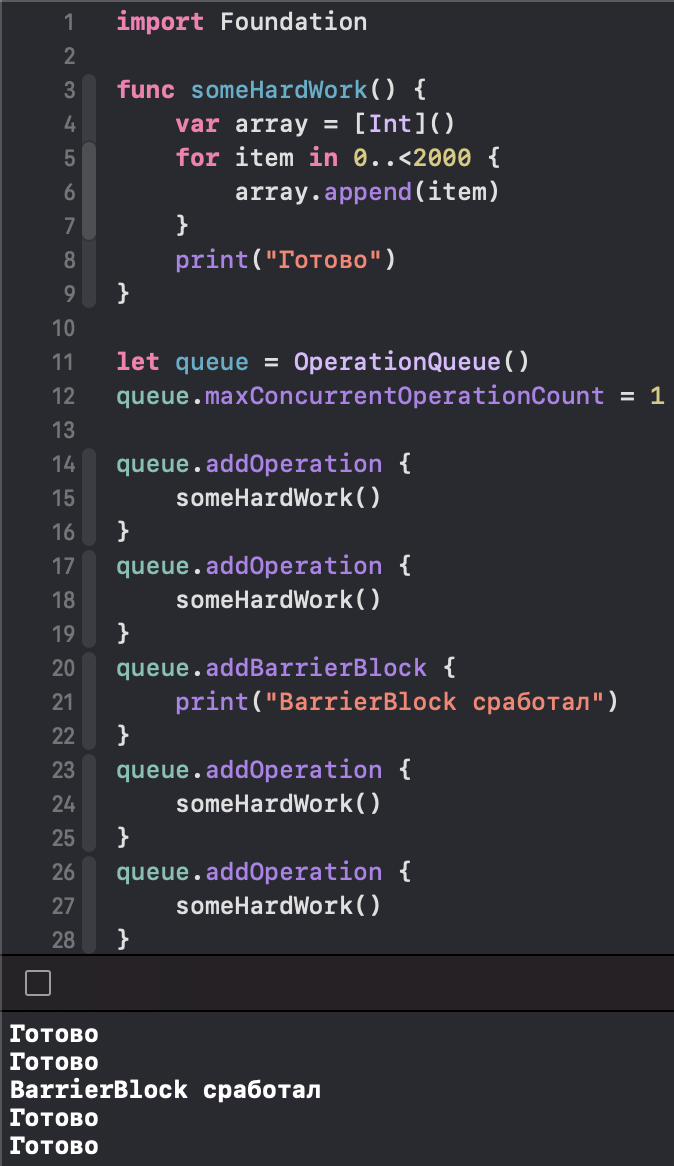 1 import Foundation
2
3 func someHardWork() {
4     var array = [Int]()
5     for item in 0..<2000 {
6         array.append(item)
7     }
8     print("Готово")
9 }
10
11 let queue = OperationQueue()
12 queue.maxConcurrentOperationCount = 1
13
14 queue.addOperation {
15     someHardWork()
16 }
17 queue.addOperation {
18     someHardWork()
19 }
20 queue.addBarrierBlock {
21     print("BarrierBlock сработал")
22 }
23 queue.addOperation {
24     someHardWork()
25 }
26 queue.addOperation {
27     someHardWork()
28 }
Готово
Готово
BarrierBlock сработал
Готово
Готово